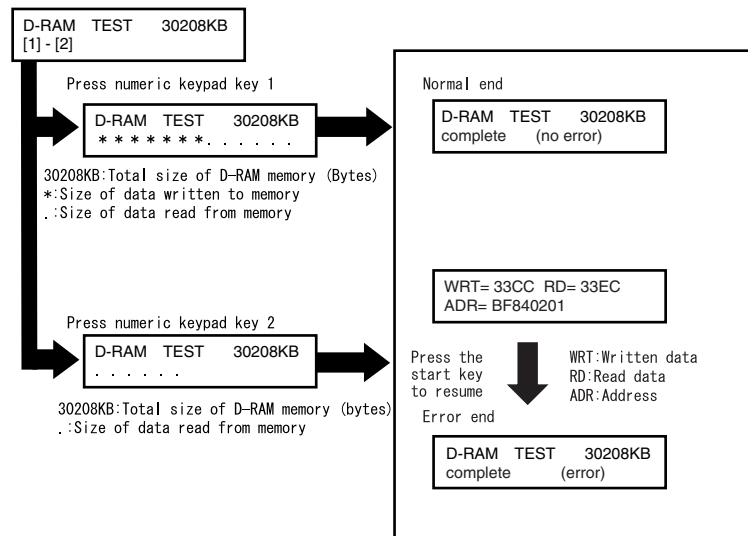 D-RAM TEST 30208KB
[1] - [2]
Press numeric keypad key 1
D-RAM TEST 30208KB
* * * * * * * . . . . . .
30208KB:Total size of D-RAM memory (Bytes)
*:Size of data written to memory
.:Size of data read from memory
Press numeric keypad key 2
D-RAM TEST 30208KB
. . . . . .
30208KB:Total size of D-RAM memory (bytes)
.:Size of data read from memory
Normal end
D-RAM TEST 30208KB
complete (no error)
WRT= 33CC RD= 33EC
ADR= BF840201
Press the
start key
to resume
WRT:Written data
RD:Read data
ADR:Address
Error end
D-RAM TEST 30208KB
complete (error)